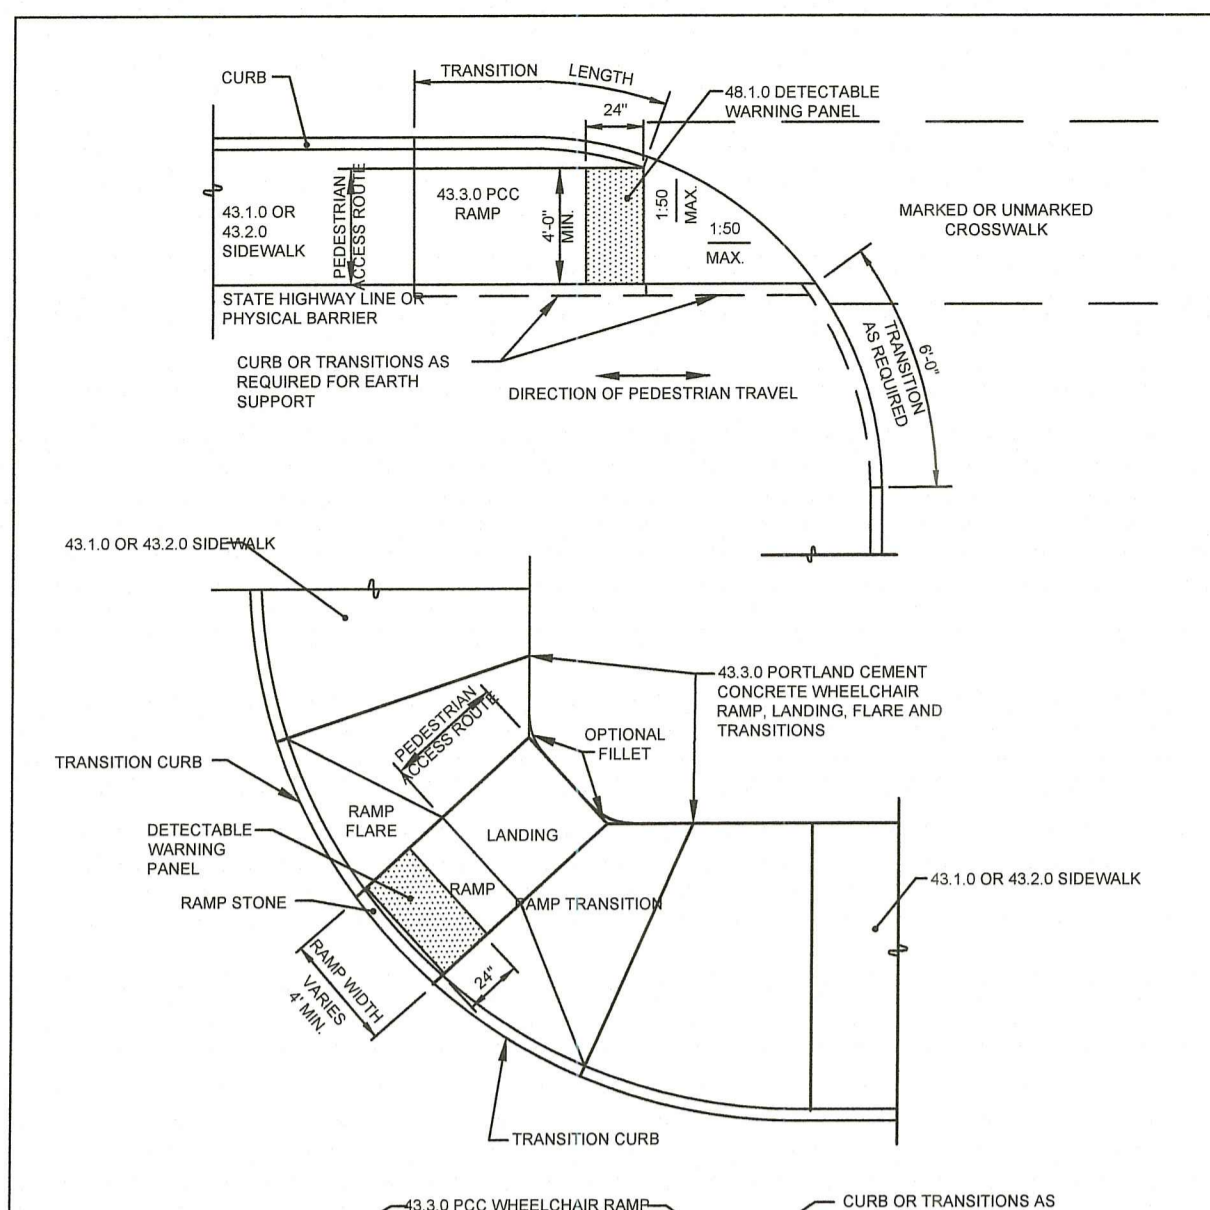 CURB
TRANSITION LENGTH
48.1.0 DETECTABLE
WARNING PANEL
24"
43.1.0 OR
43.2.0
SIDEWALK
PEDESTRIAN
ACCESS ROUTE
43.3.0 PCC
RAMP
4'-0"
MIN.
1:50
MAX.
1:50
MAX.
MARKED OR UNMARKED
CROSSWALK
STATE HIGHWAY LINE OR
PHYSICAL BARRIER
CURB OR TRANSITIONS AS
REQUIRED FOR EARTH
SUPPORT
DIRECTION OF PEDESTRIAN TRAVEL
6'-0"
TRANSITION
AS REQUIRED
43.1.0 OR 43.2.0 SIDEWALK
43.3.0 PORTLAND CEMENT
CONCRETE WHEELCHAIR
RAMP, LANDING, FLARE AND
TRANSITIONS
PEDESTRIAN
ACCESS ROUTE
OPTIONAL
FILLET
TRANSITION CURB
RAMP
FLARE
LANDING
DETECTABLE
WARNING
PANEL
RAMP
RAMP STONE
RAMP TRANSITION
43.1.0 OR 43.2.0 SIDEWALK
RAMP WIDTH
VARIES
4' MIN.
24"
TRANSITION CURB
43.3.0 PCC WHEELCHAIR RAMP
CURB OR TRANSITIONS AS